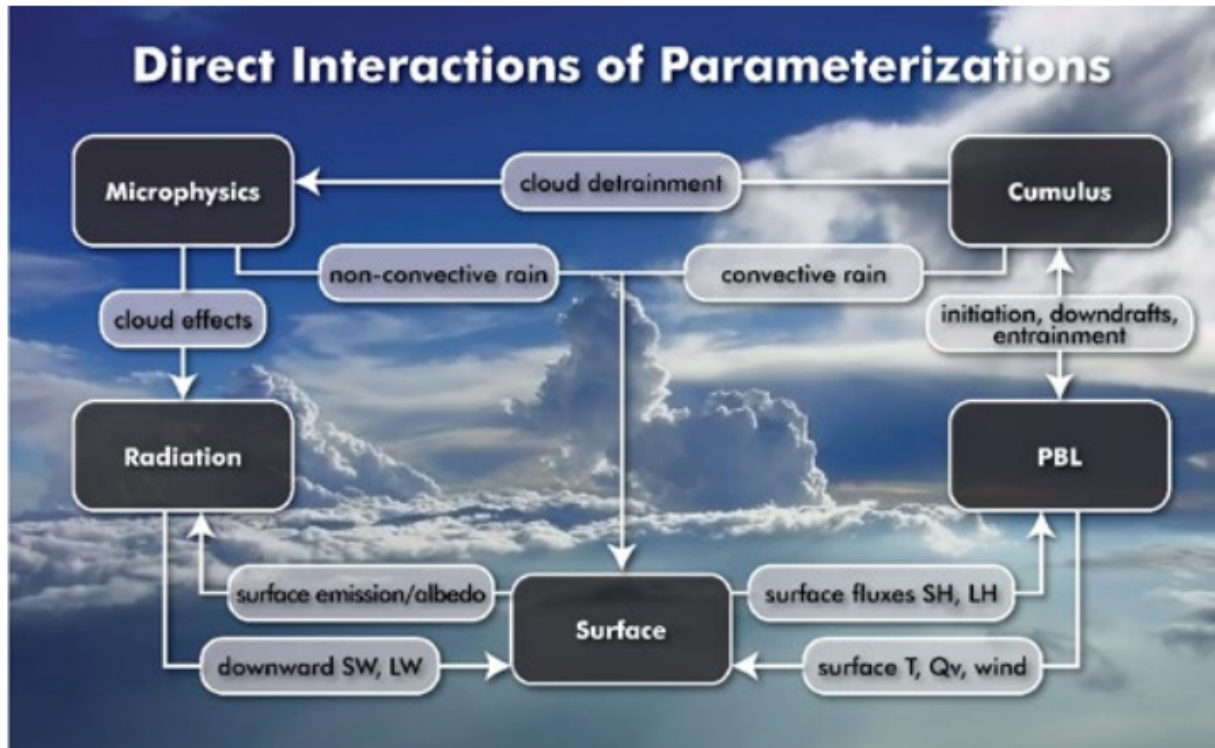 Direct Interactions of Parameterizations
Microphysics
cloud detrainment
Cumulus
non-convective rain
convective rain
cloud effects
initiation, downdrafts,
entrainment
Radiation
PBL
surface emission/albedo
surface fluxes SH, LH
Surface
downward SW, LW
surface T, Qv, wind